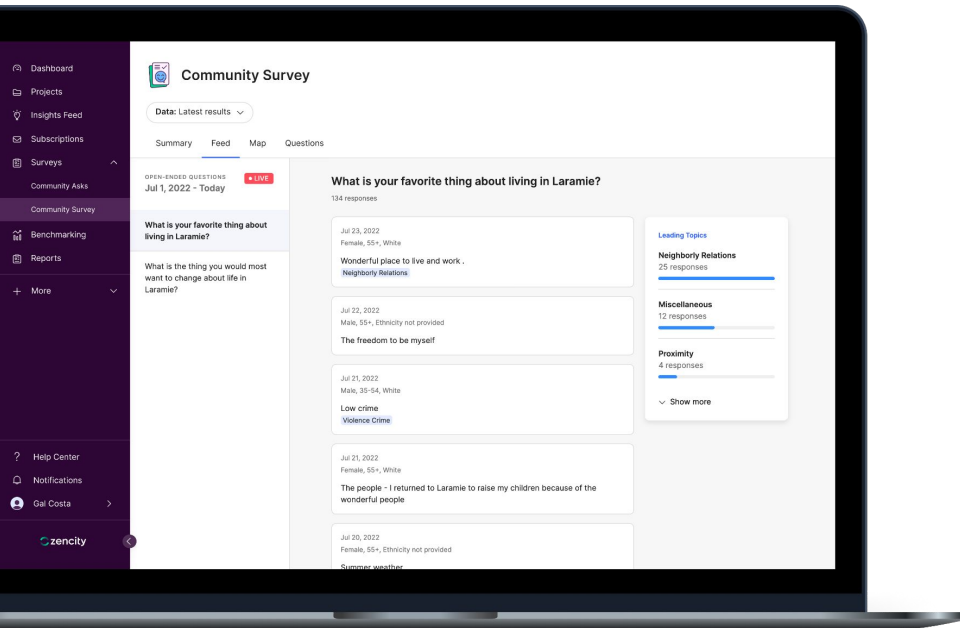 Dashboard
Projects
Insights Feed
Subscriptions
Surveys
Community Asks
Community Survey
Benchmarking
Reports
More
? Help Center
Notifications
Gal Costa
zencity
Community Survey
Data: Latest results
Summary Feed Map Questions
OPEN-ENDED QUESTIONS
• LIVE
Jul 1, 2022 - Today
What is your favorite thing about
living in Laramie?
What is the thing you would most
want to change about life in
Laramie?
What is your favorite thing about living in Laramie?
134 responses
Jul 23, 2022
Female, 55+, White
Wonderful place to live and work .
Neighborly Relations
Jul 22, 2022
Male, 55+, Ethnicity not provided
The freedom to be myself
Jul 21, 2022
Male, 35-54, White
Low crime
Violence Crime
Jul 21, 2022
Female, 55+, White
The people - I returned to Laramie to raise my children because of the
wonderful people
Jul 20, 2022
Female, 55+, Ethnicity not provided
Summer weather
Leading Topics
Neighborly Relations
25 responses
Miscellaneous
12 responses
Proximity
4 responses
Show more